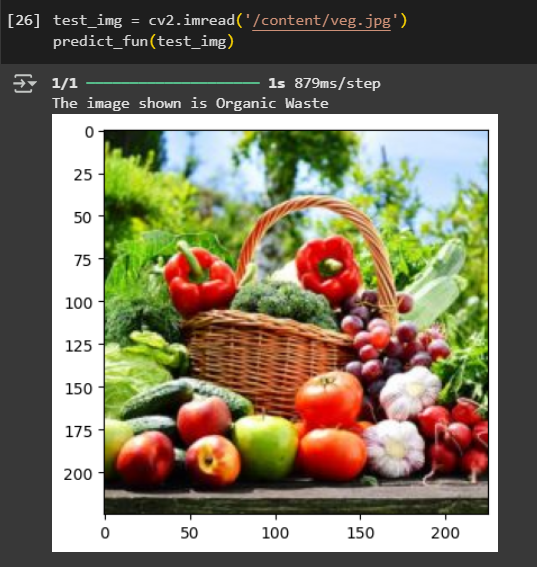 [26] test_img = cv2.imread('/content/veg.jpg')
predict_fun(test_img)
1/1 ━━━━━━━━━━━━━━━━━━━━ 1s 879ms/step
The image shown is Organic Waste
0
25
50
75
100
125
150
175
200
0 50 100 150 200